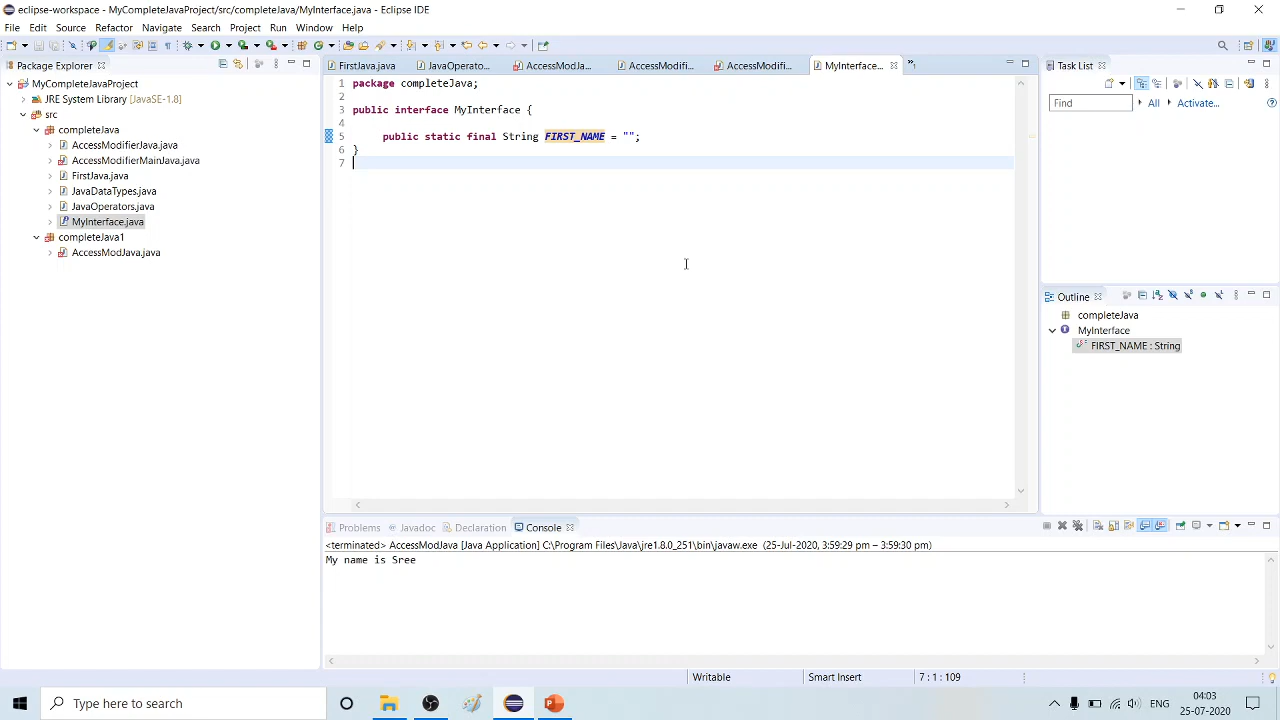 eclipse-workspace - MyCompleteJavaProject/src/completeJava/MyInterface.java - Eclipse IDE
File Edit Source Refactor Navigate Search Project Run Window Help
Package Explorer
MyCompleteJavaProject
JRE System Library [JavaSE-1.8]
src
completeJava
AccessModifierJava.java
AccessModifierMainJava.java
FirstJava.java
JavaDataTypes.java
JavaOperators.java
MyInterface.java
completeJava1
AccessModJava.java
FirstJava.java JavaOperato... AccessModJa... AccessModifi... AccessModifi... MyInterface...
1 package completeJava;
2
3 public interface MyInterface {
4
5 public static final String FIRST_NAME = "";
6 }
7
Task List
Find All Activate...
Outline
completeJava
MyInterface
FIRST_NAME : String
Problems Javadoc Declaration Console
<terminated> AccessModJava [Java Application] C:\Program Files\Java\jre1.8.0_251\bin\javaw.exe (25-Jul-2020, 3:59:29 pm – 3:59:30 pm)
My name is Sree
Writable Smart Insert 7 : 1 : 109
Type here to search
ENG
04:03
25-07-2020